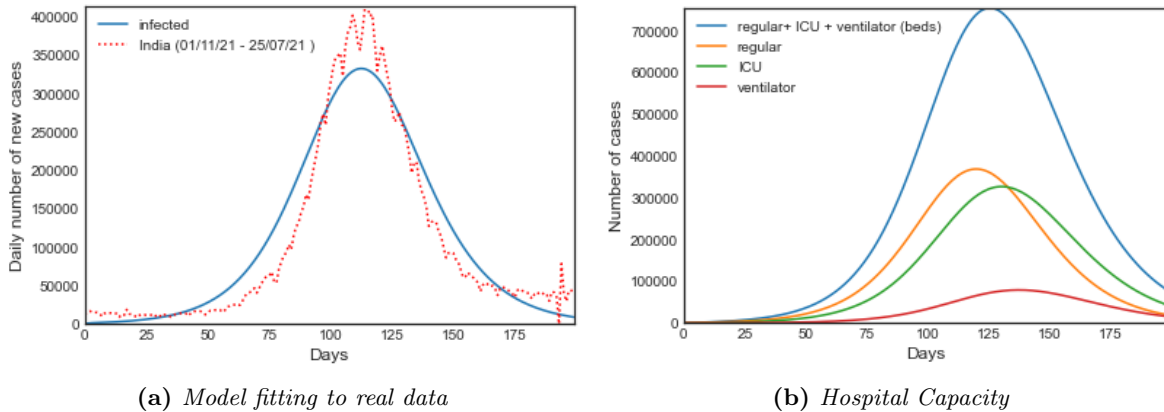 400000
350000
300000
250000
200000
150000
100000
50000
0
Daily number of new cases
infected
India (01/11/21 - 25/07/21 )
25
50
75
100
125
150
175
Days
(a) Model fitting to real data
700000
600000
500000
400000
300000
200000
100000
0
Number of cases
regular+ ICU + ventilator (beds)
regular
ICU
ventilator
0
25
50
75
100
125
150
175
Days
(b) Hospital Capacity